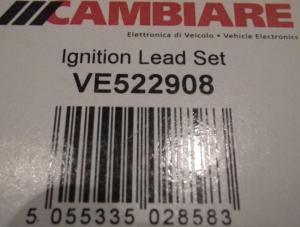 CAMBIARE
Elettronica di Veicolo • Vehicle Electronics
Ignition Lead Set
VE522908
5 055335 028583